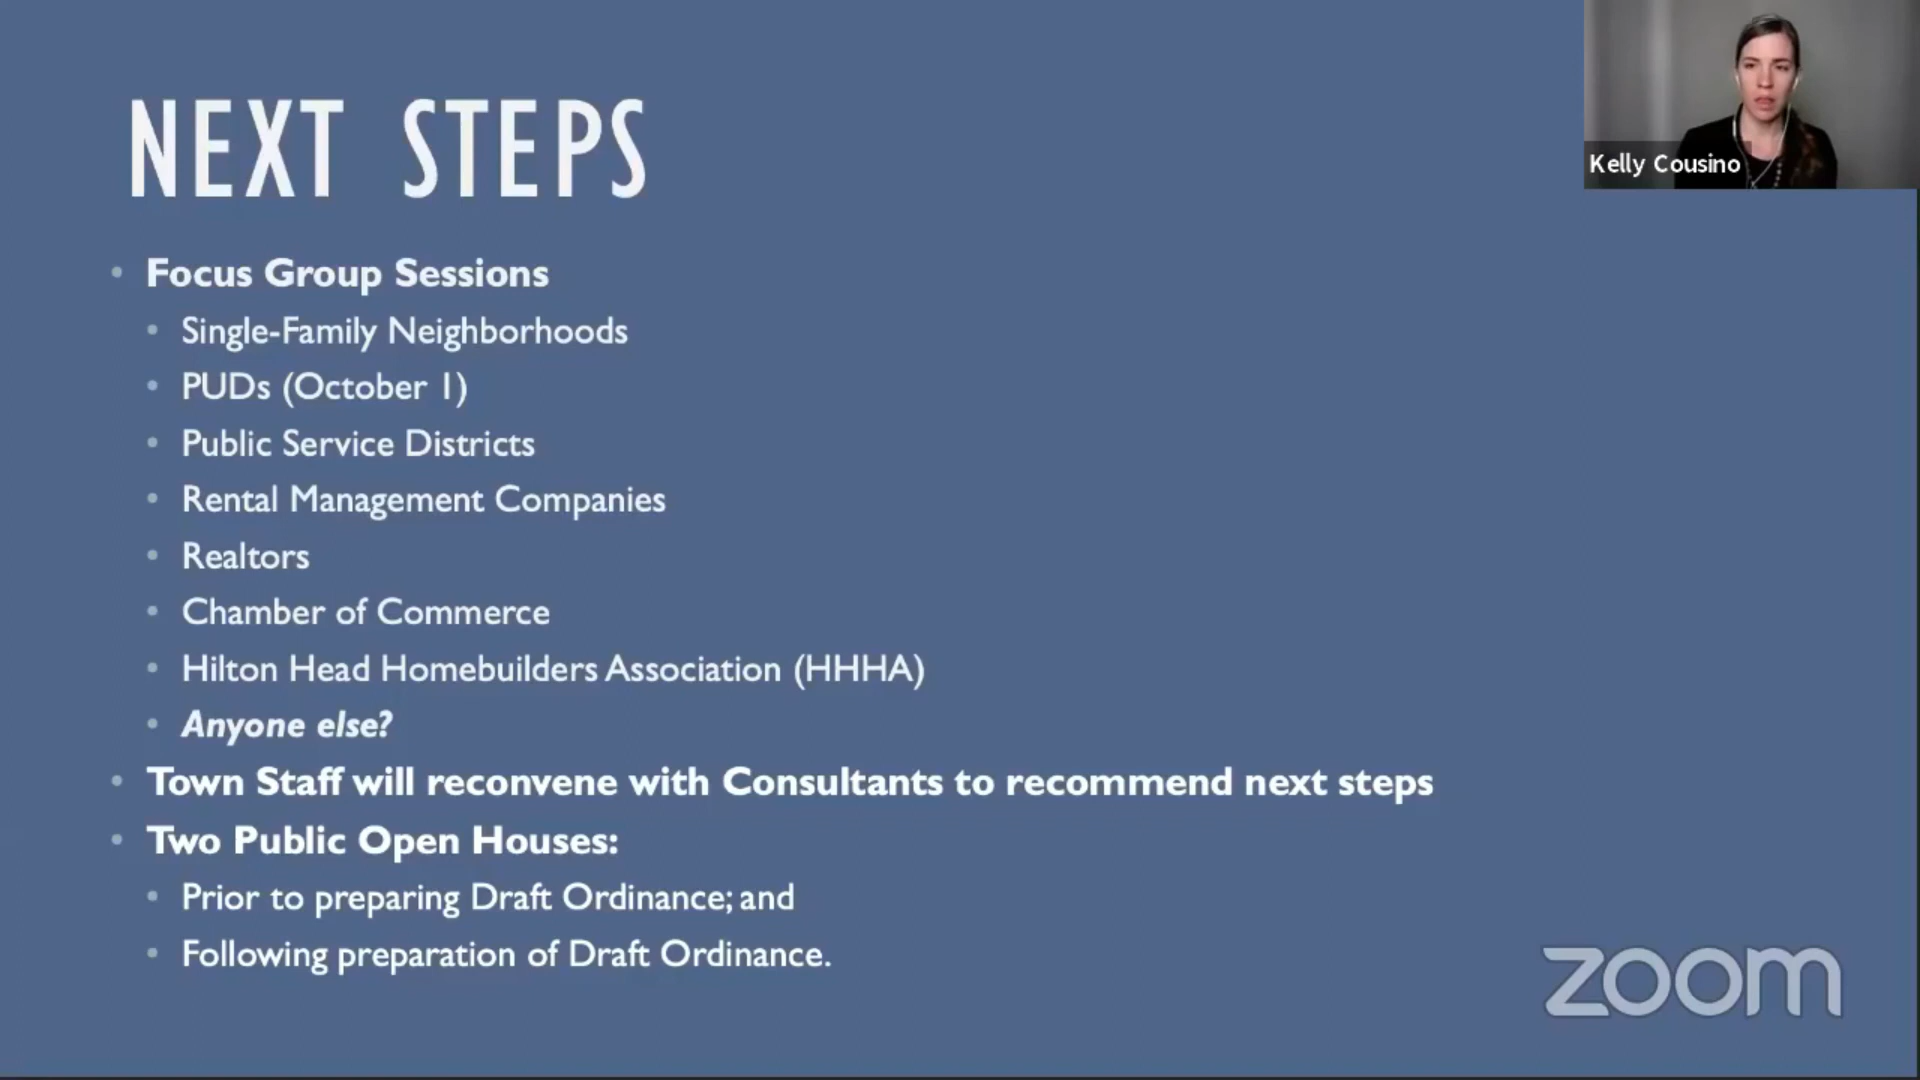 NEXT STEPS
Kelly Cousino
• Focus Group Sessions
• Single-Family Neighborhoods
• PUDs (October 1)
• Public Service Districts
• Rental Management Companies
• Realtors
• Chamber of Commerce
• Hilton Head Homebuilders Association (HHHA)
• Anyone else?
• Town Staff will reconvene with Consultants to recommend next steps
• Two Public Open Houses:
• Prior to preparing Draft Ordinance; and
• Following preparation of Draft Ordinance.
zoom